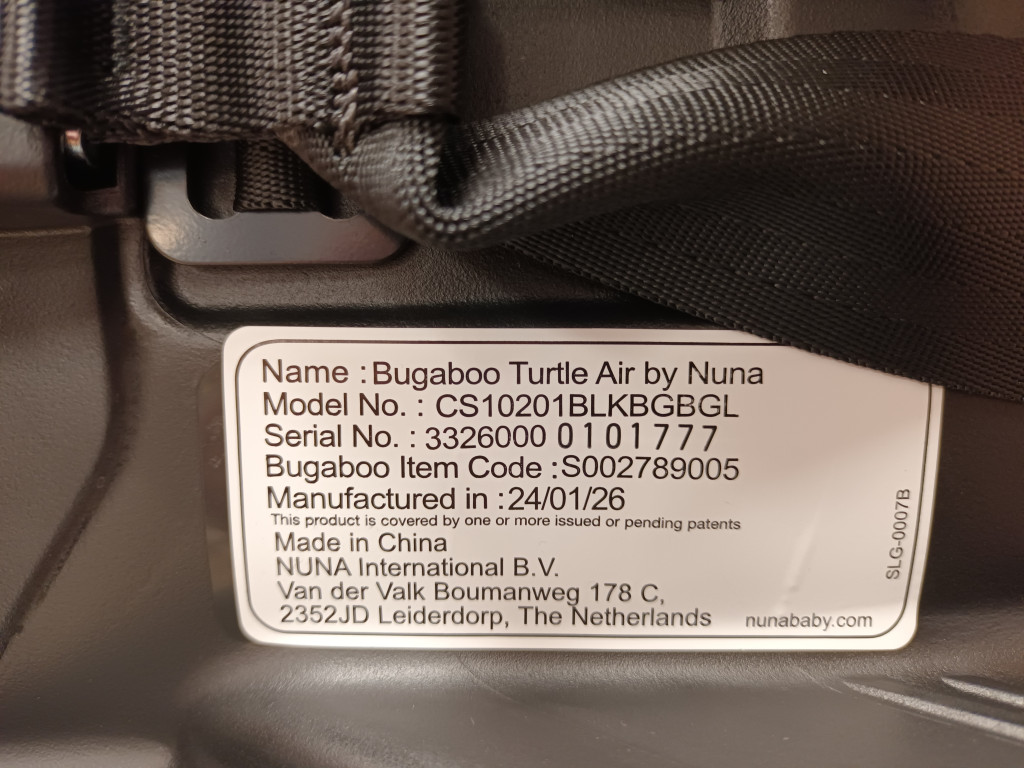 Name : Bugaboo Turtle Air by Nuna
Model No. : CS10201BLKBGBGL
Serial No. : 3326000 0101777
Bugaboo Item Code : S002789005
Manufactured in : 24/01/26
This product is covered by one or more issued or pending patents
Made in China
NUNA International B.V.
Van der Valk Boumanweg 178 C,
2352JD Leiderdorp, The Netherlands
nunababy.com
SLG-0007B